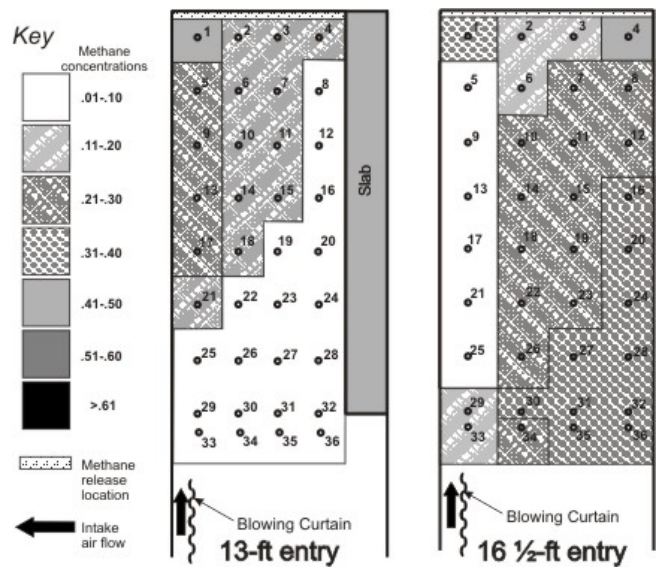 Key
Methane
concentrations
.01-.10
.11-.20
.21-.30
.31-.40
.41-.50
.51-.60
>.61
Methane
release
location
Intake
air flow
1 2 3 4
5 6 7 8
9 10 11 12
13 14 15 16
17 18 19 20
21 22 23 24
25 26 27 28
29 30 31 32
33 34 35 36
Slab
Blowing Curtain
13-ft entry
1 2 3 4
5 6 7 8
9 10 11 12
13 14 15 16
17 18 19 20
21 22 23 24
25 26 27 28
29 30 31 32
33 34 35 36
Blowing Curtain
16 ½-ft entry